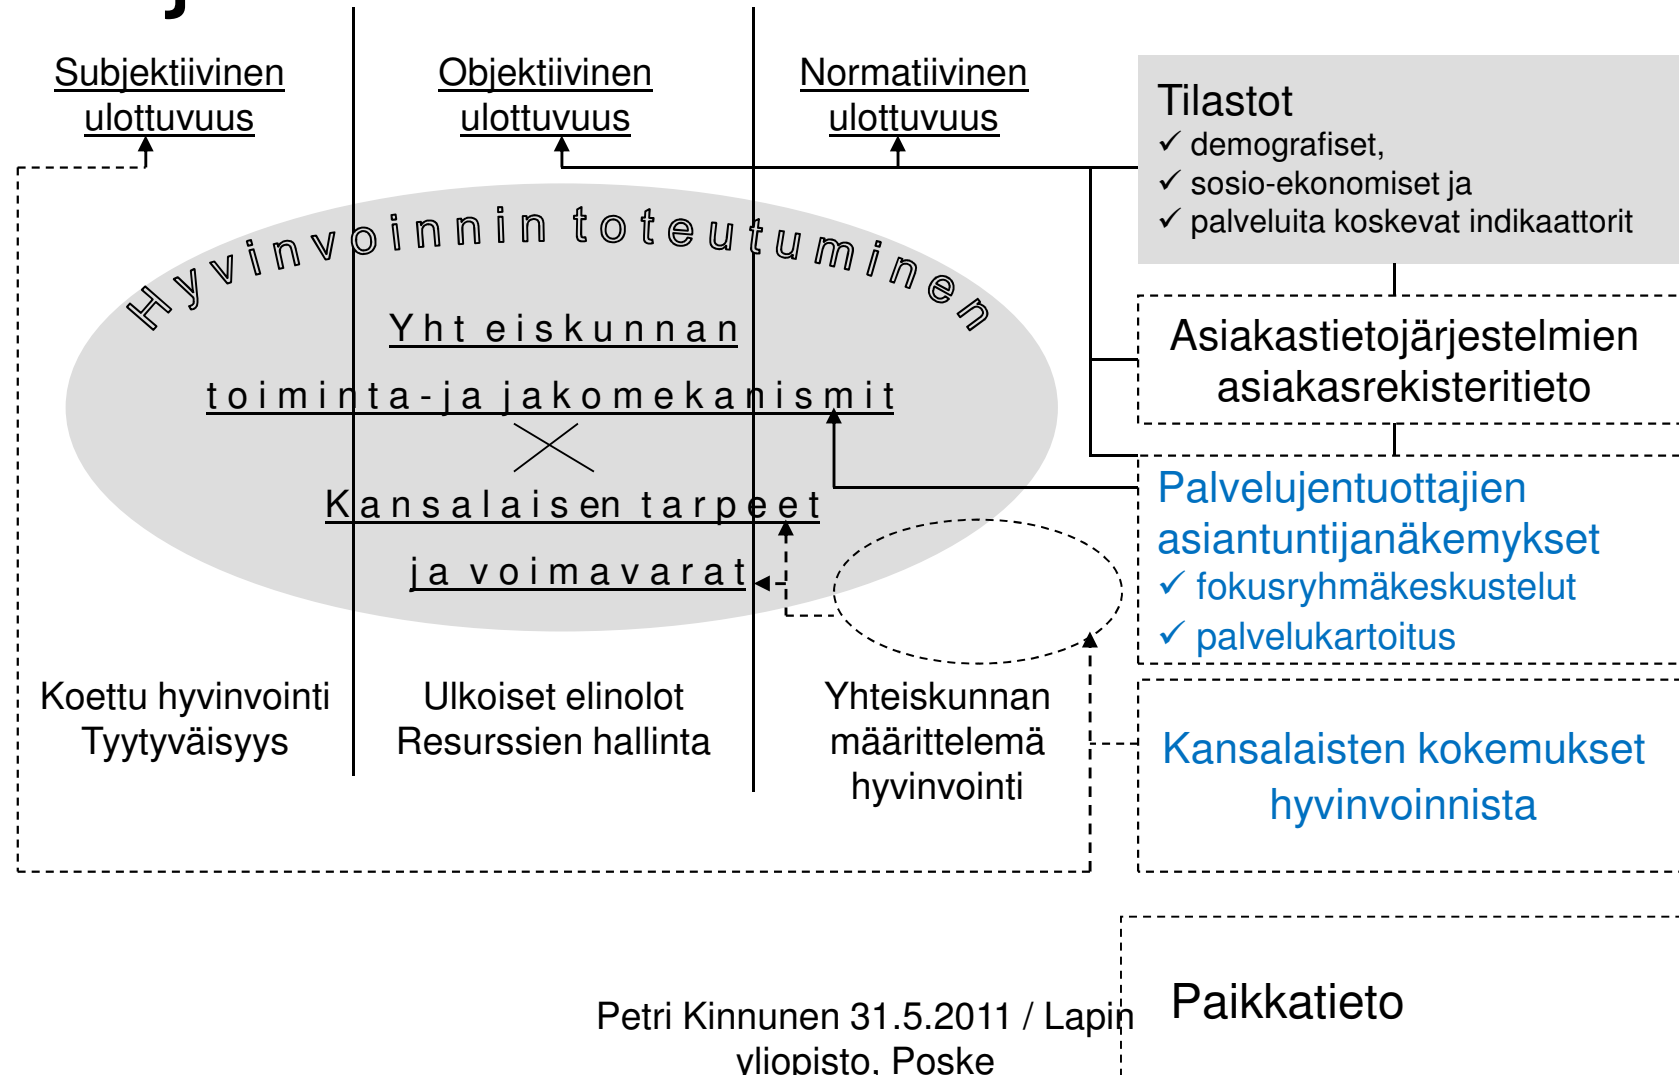 Subjektiivinen
ulottuvuus
Objektiivinen
ulottuvuus
Normatiivinen
ulottuvuus
Tilastot
✓ demografiset,
✓ sosio-ekonomiset ja
✓ palveluita koskevat indikaattorit
Hyvinvoinnin toteutuminen
Yhteiskunnan
toiminta-ja jakomekanismit
Kansalaisen tarpeet
ja voimavarat
Asiakastietojärjestelmien
asiakasrekisteritieto
Palvelujentuottajien
asiantuntijanäkemykset
✓ fokusryhmäkeskustelut
✓ palvelukartoitus
Koettu hyvinvointi
Tyytyväisyys
Ulkoiset elinolot
Resurssien hallinta
Yhteiskunnan
määrittelemä
hyvinvointi
Kansalaisten kokemukset
hyvinvoinnista
Paikkatieto
Petri Kinnunen 31.5.2011 / Lapin
yliopisto, Poske